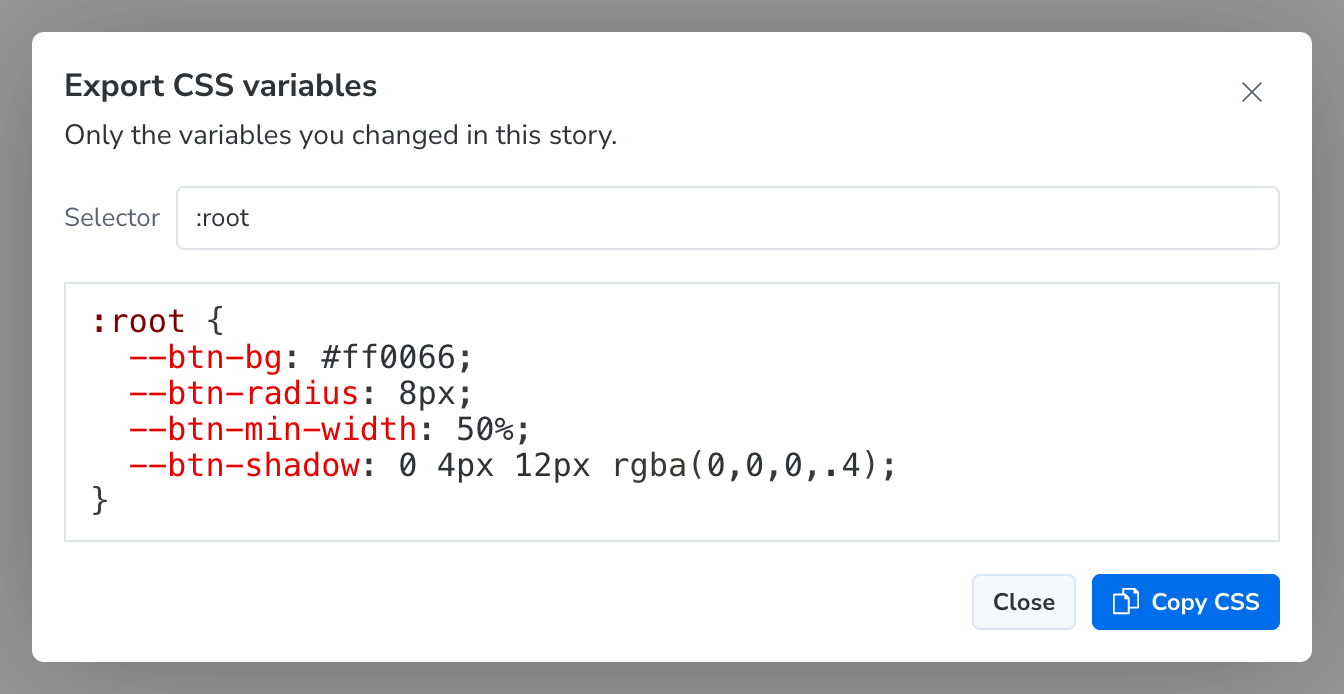 Export CSS variables
Only the variables you changed in this story.
Selector :root
:root {
  --btn-bg: #ff0066;
  --btn-radius: 8px;
  --btn-min-width: 50%;
  --btn-shadow: 0 4px 12px rgba(0,0,0,.4);
}
Close Copy CSS